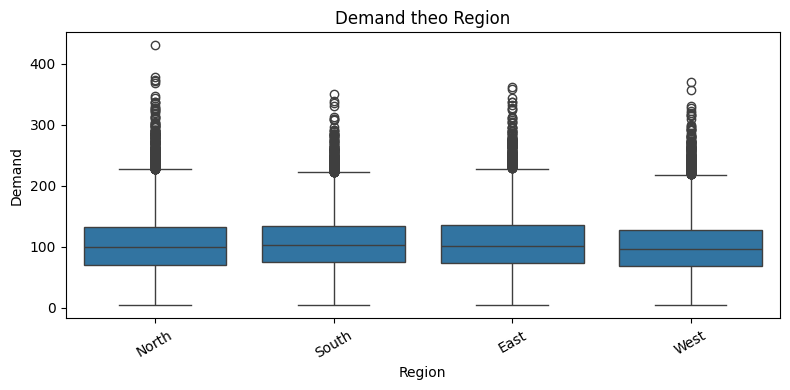 Demand theo Region
Demand
400
300
200
100
0
North South East West
Region